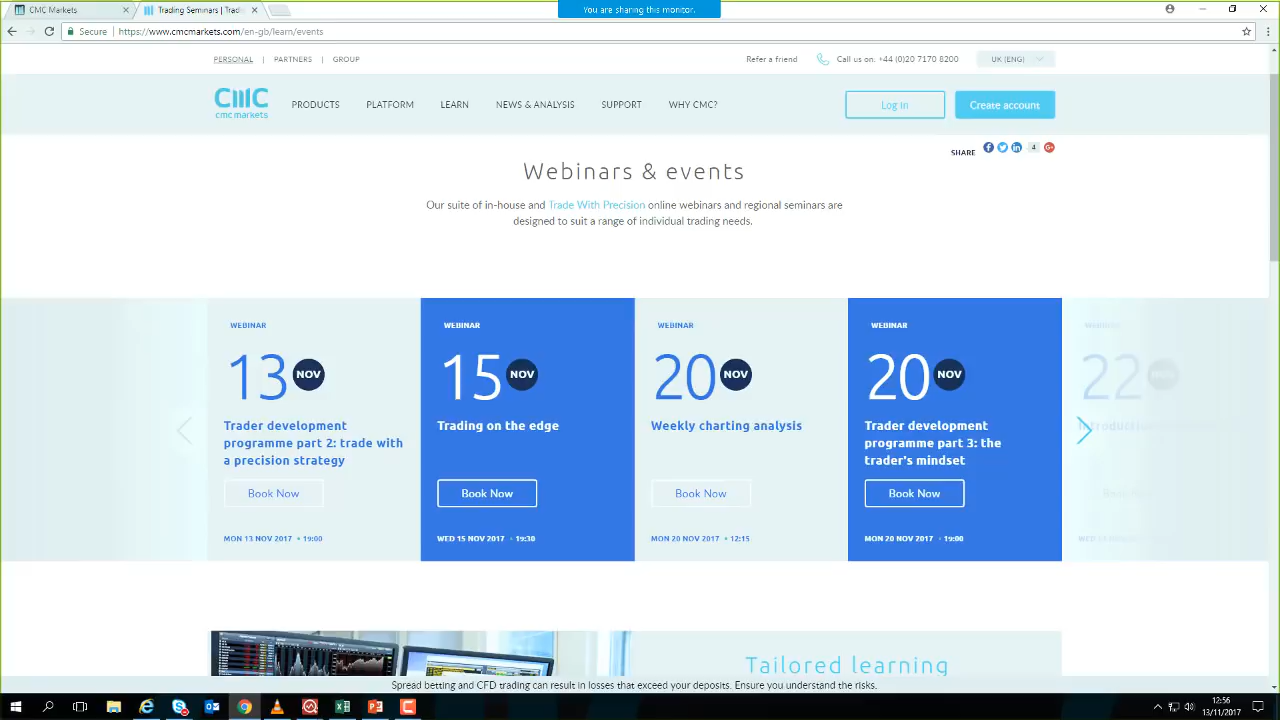 CMC Markets
Trading Seminars | Tradi
You are sharing this monitor.
Secure | https://www.cmcmarkets.com/en-gb/learn/events
PERSONAL | PARTNERS | GROUP
Refer a friend
Call us on: +44 (0)20 7170 8200
UK (ENG)
CMC
cmc markets
PRODUCTS
PLATFORM
LEARN
NEWS & ANALYSIS
SUPPORT
WHY CMC?
Log in
Create account
SHARE
4
Webinars & events
Our suite of in-house and Trade With Precision online webinars and regional seminars are
designed to suit a range of individual trading needs.
WEBINAR
13 NOV
Trader development
programme part 2: trade with
a precision strategy
Book Now
MON 13 NOV 2017 • 19:00
WEBINAR
15 NOV
Trading on the edge
Book Now
WED 15 NOV 2017 • 19:30
WEBINAR
20 NOV
Weekly charting analysis
Book Now
MON 20 NOV 2017 • 12:15
WEBINAR
20 NOV
Trader development
programme part 3: the
trader's mindset
Book Now
MON 20 NOV 2017 • 19:00
WEBINAR
22 NOV
Book Now
Tailored learning
Spread betting and CFD trading can result in losses that exceed your deposits. Ensure you understand the risks.
12:56
13/11/2017